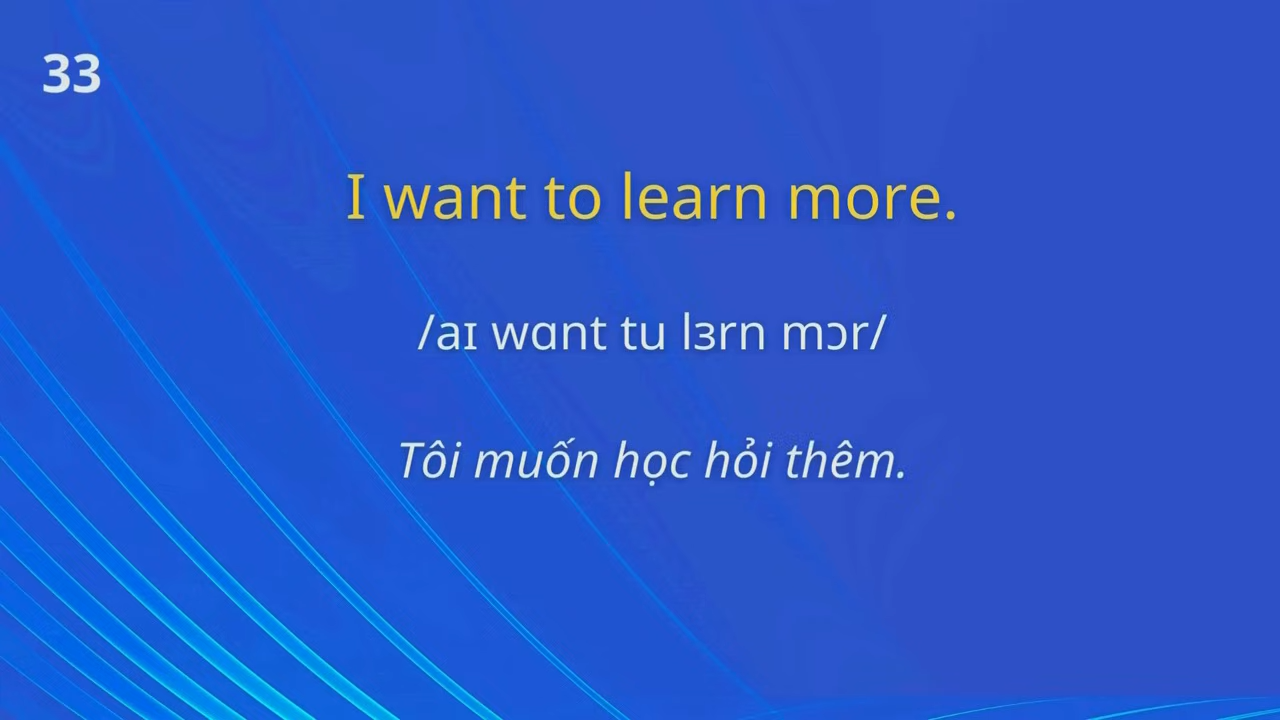 33
I want to learn more.
/aɪ wɑnt tu lɜrn mɔr/
Tôi muốn học hỏi thêm.